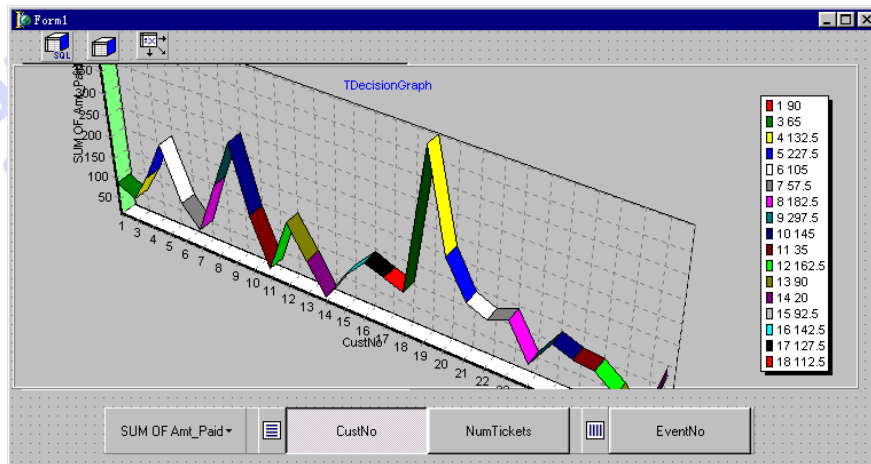 Form1
SQL
TDecisionGraph
SUM OF Amt_Paid
350
300
250
200
150
100
50
1 3 4 5 6 7 8 9 10 11 12 13 14 15 16 17 18 19 20 21 22
CustNo
1 90
3 65
4 132.5
5 227.5
6 105
7 57.5
8 182.5
9 297.5
10 145
11 35
12 162.5
13 90
14 20
15 92.5
16 142.5
17 127.5
18 112.5
SUM OF Amt_Paid
CustNo
NumTickets
EventNo